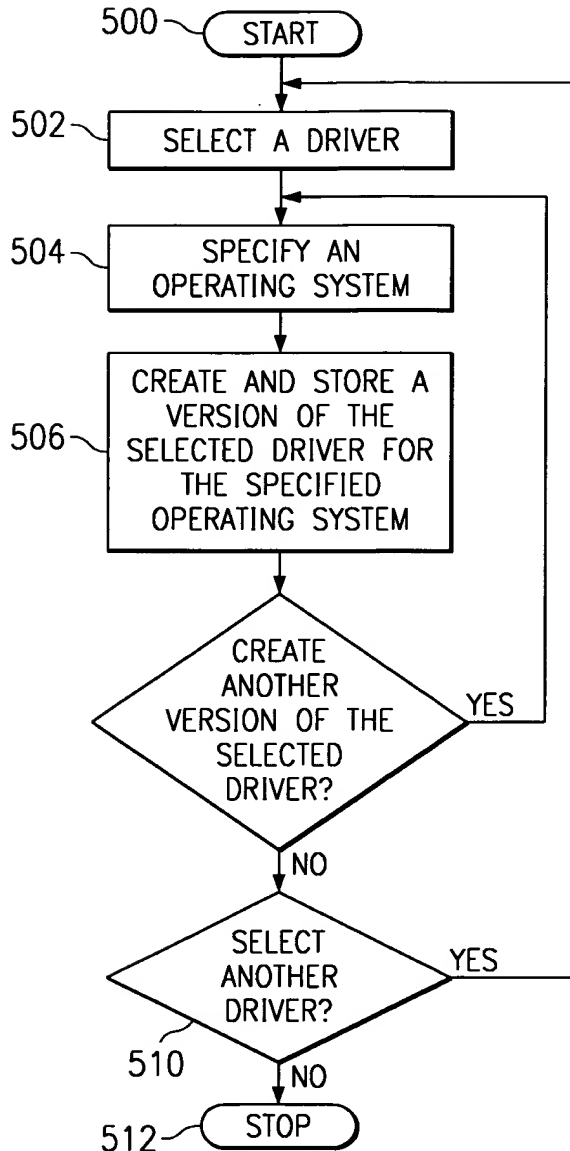 500
START
502
SELECT A DRIVER
504
SPECIFY AN
OPERATING SYSTEM
506
CREATE AND STORE A
VERSION OF THE
SELECTED DRIVER FOR
THE SPECIFIED
OPERATING SYSTEM
CREATE
ANOTHER
VERSION OF THE
SELECTED
DRIVER?
YES
NO
SELECT
ANOTHER
DRIVER?
YES
510
NO
512
STOP